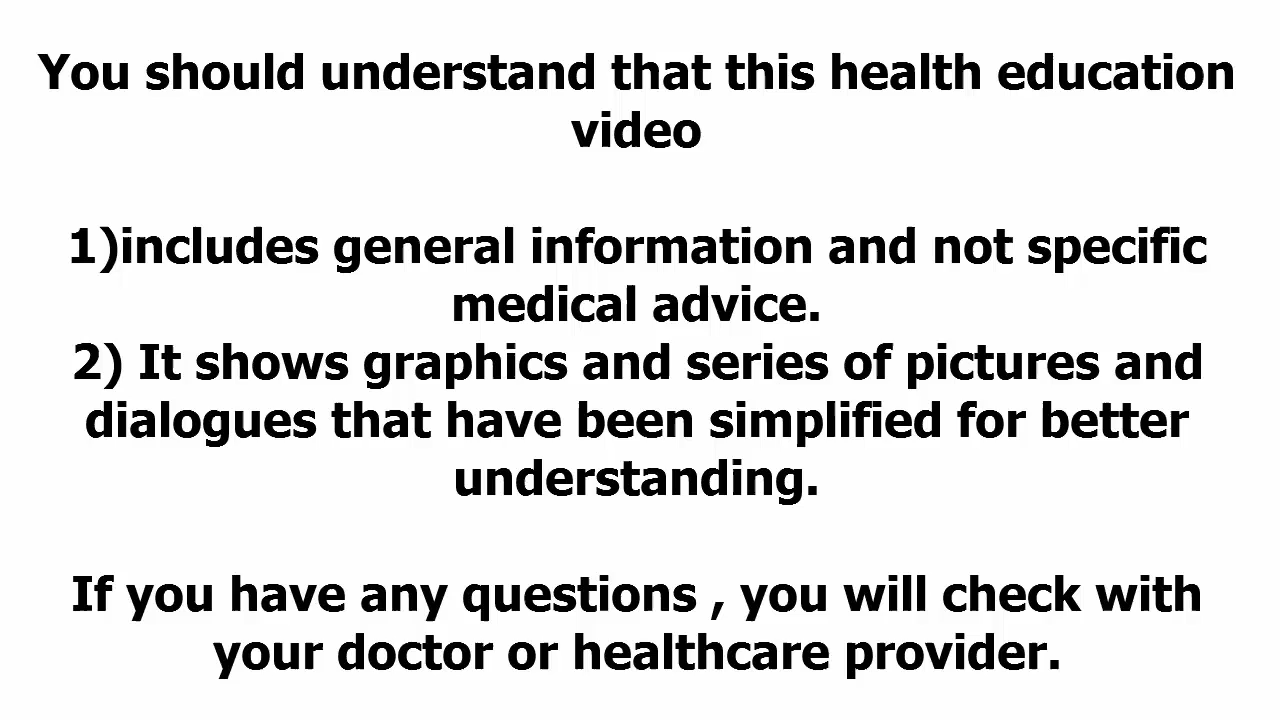 You should understand that this health education
video
1)includes general information and not specific
medical advice.
2) It shows graphics and series of pictures and
dialogues that have been simplified for better
understanding.
If you have any questions , you will check with
your doctor or healthcare provider.